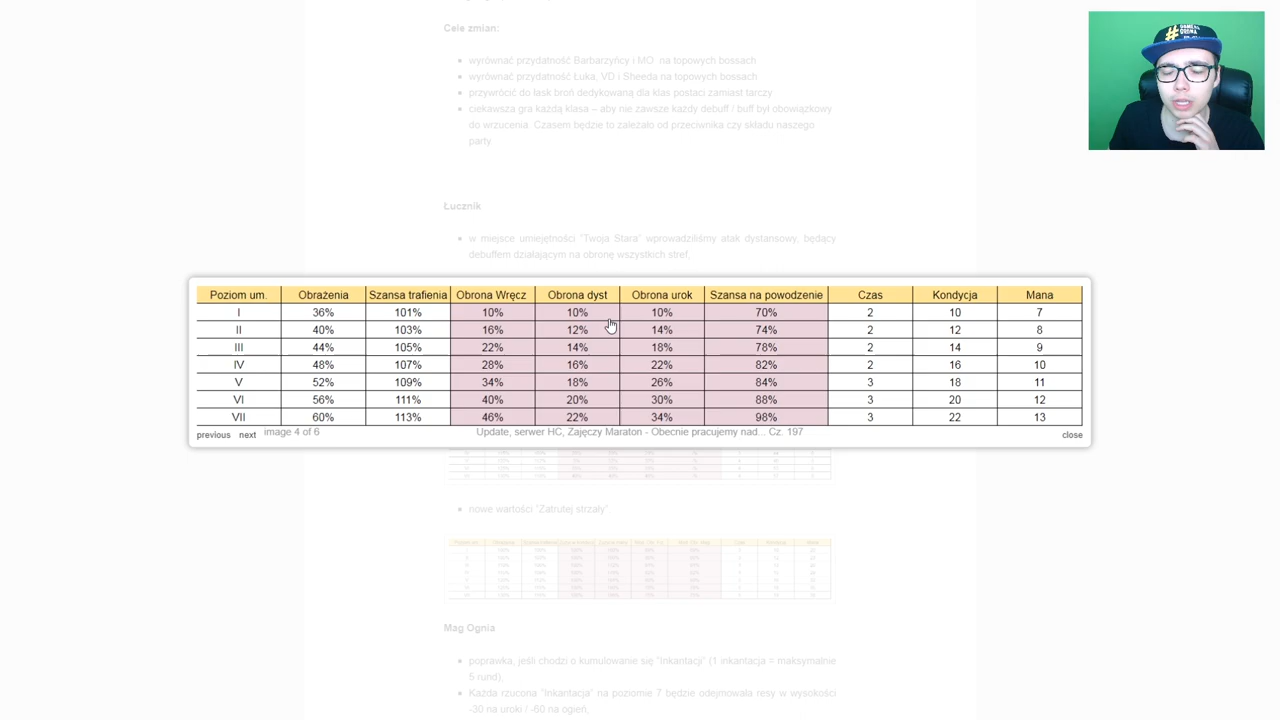 Cele zmian:
wyrównać przydatność Barbarzyńcy i MO na topowych bossach
wyrównać przydatność Łuka, VD i Sheeda na topowych bossach
przywrócić do łask broń dedykowaną dla klas postaci zamiast tarczy
ciekawsza gra każdą klasą – aby nie zawsze każdy debuff / buff był obowiązkowy
do wrzucenia. Czasem będzie to zależało od przeciwnika czy składu naszego
party.
Łucznik
w miejsce umiejętności "Twoja Stara" wprowadziliśmy atak dystansowy, będący
debuffem działającym na obronę wszystkich stref,
Poziom um. Obrażenia Szansa trafienia Obrona Wręcz Obrona dyst Obrona urok Szansa na powodzenie Czas Kondycja Mana
I 36% 101% 10% 10% 10% 70% 2 10 7
II 40% 103% 16% 12% 14% 74% 2 12 8
III 44% 105% 22% 14% 18% 78% 2 14 9
IV 48% 107% 28% 16% 22% 82% 2 16 10
V 52% 109% 34% 18% 26% 84% 3 18 11
VI 56% 111% 40% 20% 30% 88% 3 20 12
VII 60% 113% 46% 22% 34% 98% 3 22 13
previous next image 4 of 6 Update, serwer HC, Zajęczy Maraton - Obecnie pracujemy nad... Cz. 197 close
nowe wartości "Zatrutej strzały"
Mag Ognia
poprawka, jeśli chodzi o kumulowanie się "Inkantacji" (1 inkantacja = maksymalnie
5 rund),
Każda rzucona "Inkantacja" na poziomie 7 będzie odejmowała resy w wysokości
-30 na uroki / -60 na ogień,